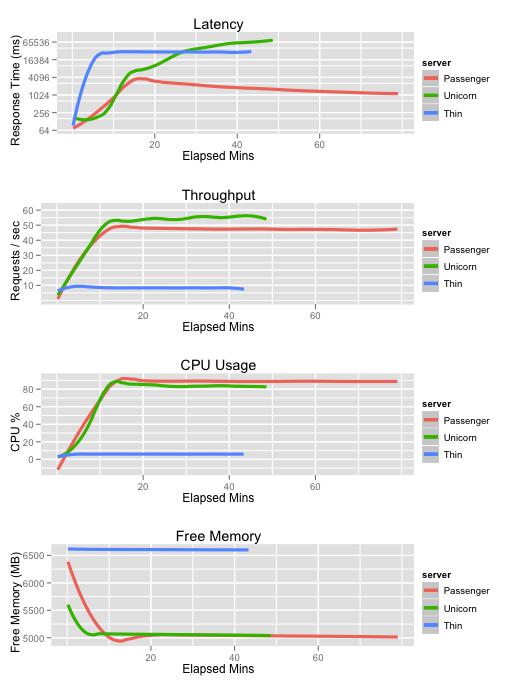 Latency
Response Time (ms)
65536
16384
4096
1024
256
64
20
40
60
Elapsed Mins
server
Passenger
Unicorn
Thin
Throughput
Requests / sec
60
50
40
30
20
10
20
40
60
Elapsed Mins
server
Passenger
Unicorn
Thin
CPU Usage
CPU %
80
60
40
20
0
20
40
60
Elapsed Mins
server
Passenger
Unicorn
Thin
Free Memory
Free Memory (MB)
6500
6000
5500
5000
20
40
60
Elapsed Mins
server
Passenger
Unicorn
Thin